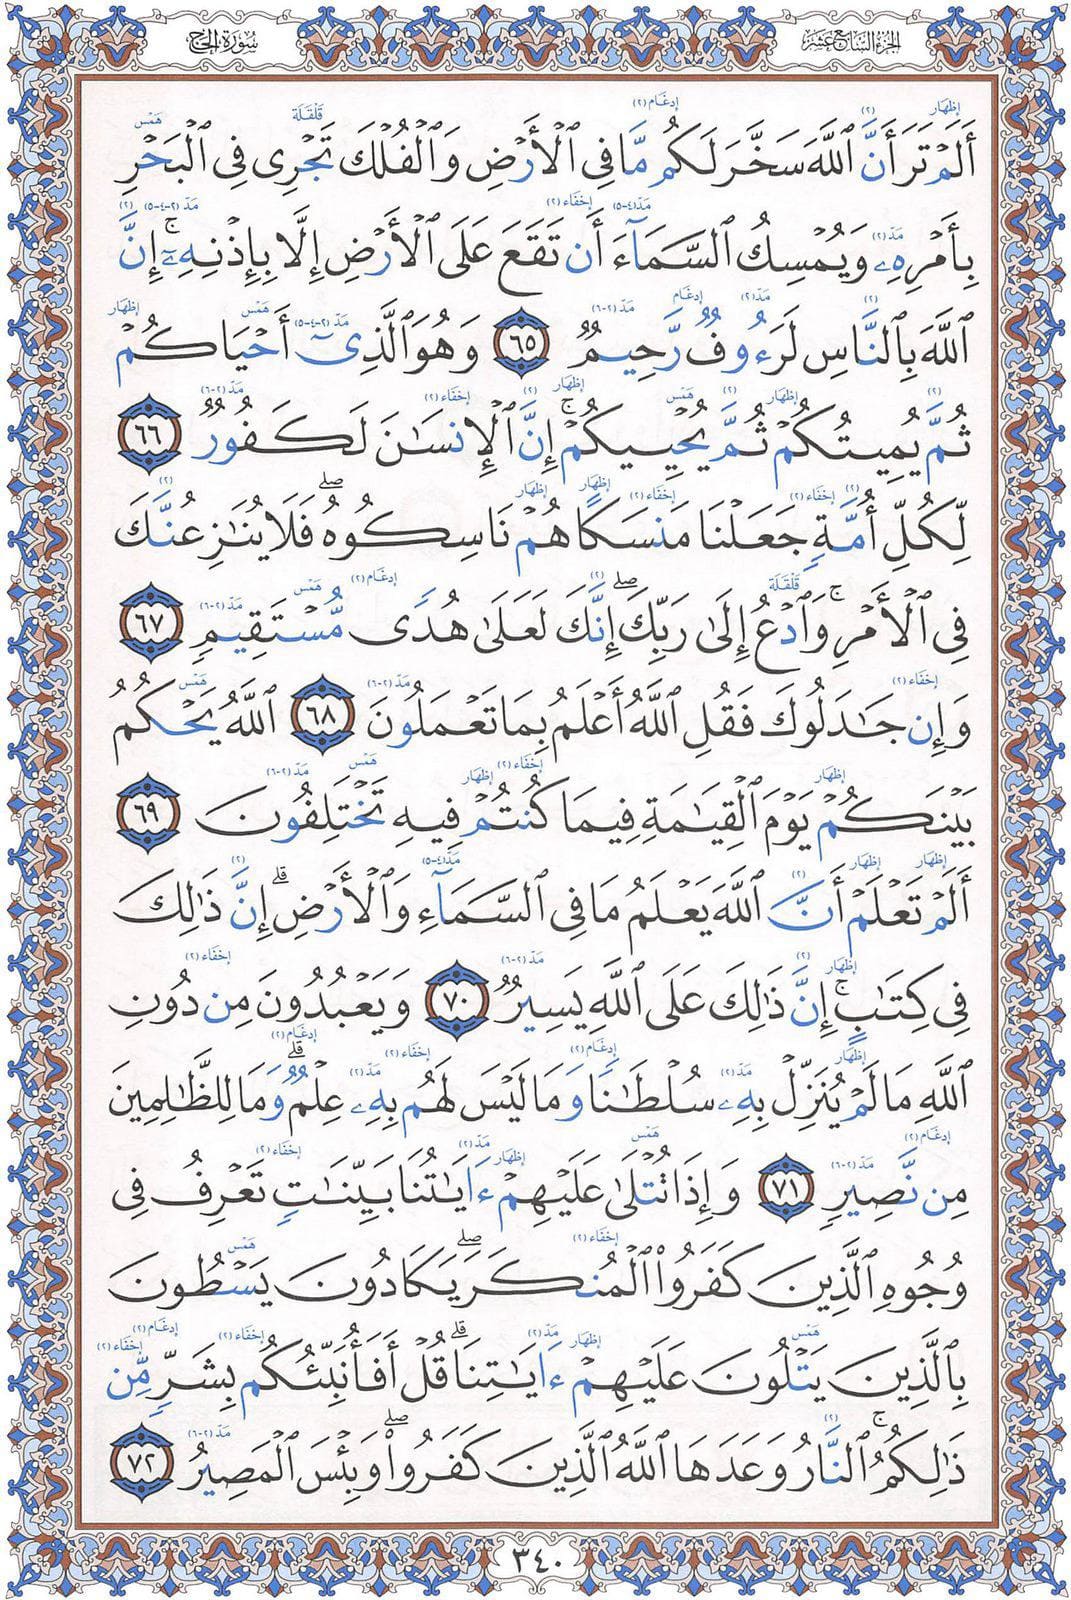 الجزء السابع عشر
سورة الحج
أَلَمْ تَرَ أَنَّ ٱللَّهَ سَخَّرَ لَكُم مَّا فِى ٱلْأَرْضِ وَٱلْفُلْكَ تَجْرِى فِى ٱلْبَحْرِ
بِأَمْرِهِۦ وَيُمْسِكُ ٱلسَّمَآءَ أَن تَقَعَ عَلَى ٱلْأَرْضِ إِلَّا بِإِذْنِهِۦٓ ۚ إِنَّ
ٱللَّهَ بِٱلنَّاسِ لَرَءُوفٌ رَّحِيمٌ ٦٥ وَهُوَ ٱلَّذِىٓ أَحْيَاكُمْ
ثُمَّ يُمِيتُكُمْ ثُمَّ يُحْيِيكُمْ ۚ إِنَّ ٱلْإِنسَٰنَ لَكَفُورٌ ٦٦
لِّكُلِّ أُمَّةٍ جَعَلْنَا مَنسَكًا هُمْ نَاسِكُوهُ ۖ فَلَا يُنَٰزِعُنَّكَ
فِى ٱلْأَمْرِ ۚ وَٱدْعُ إِلَىٰ رَبِّكَ ۖ إِنَّكَ لَعَلَىٰ هُدًى مُّسْتَقِيمٍ ٦٧
وَإِن جَٰدَلُوكَ فَقُلِ ٱللَّهُ أَعْلَمُ بِمَا تَعْمَلُونَ ٦٨ ٱللَّهُ يَحْكُمُ
بَيْنَكُمْ يَوْمَ ٱلْقِيَٰمَةِ فِيمَا كُنتُمْ فِيهِ تَخْتَلِفُونَ ٦٩
أَلَمْ تَعْلَمْ أَنَّ ٱللَّهَ يَعْلَمُ مَا فِى ٱلسَّمَآءِ وَٱلْأَرْضِ ۗ إِنَّ ذَٰلِكَ
فِى كِتَٰبٍ ۚ إِنَّ ذَٰلِكَ عَلَى ٱللَّهِ يَسِيرٌ ٧٠ وَيَعْبُدُونَ مِن دُونِ
ٱللَّهِ مَا لَمْ يُنَزِّلْ بِهِۦ سُلْطَٰنًا وَمَا لَيْسَ لَهُم بِهِۦ عِلْمٌ ۗ وَمَا لِلظَّٰلِمِينَ
مِن نَّصِيرٍ ٧١ وَإِذَا تُتْلَىٰ عَلَيْهِمْ ءَايَٰتُنَا بَيِّنَٰتٍ تَعْرِفُ فِى
وُجُوهِ ٱلَّذِينَ كَفَرُوا۟ ٱلْمُنكَرَ ۖ يَكَادُونَ يَسْطُونَ
بِٱلَّذِينَ يَتْلُونَ عَلَيْهِمْ ءَايَٰتِنَا ۗ قُلْ أَفَأُنَبِّئُكُم بِشَرٍّ مِّن
ذَٰلِكُمُ ۚ ٱلنَّارُ وَعَدَهَا ٱللَّهُ ٱلَّذِينَ كَفَرُوا۟ ۖ وَبِئْسَ ٱلْمَصِيرُ ٧٢
٣٤٠